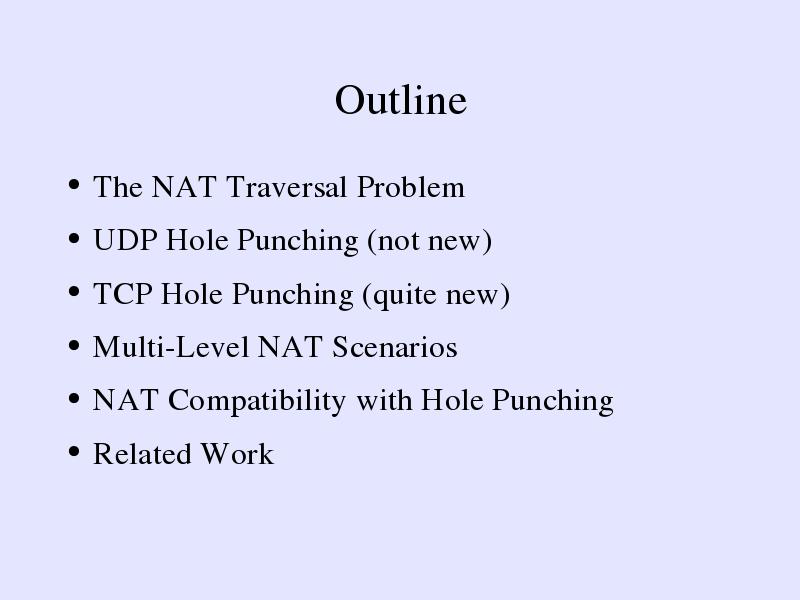 Outline
• The NAT Traversal Problem
• UDP Hole Punching (not new)
• TCP Hole Punching (quite new)
• Multi-Level NAT Scenarios
• NAT Compatibility with Hole Punching
• Related Work